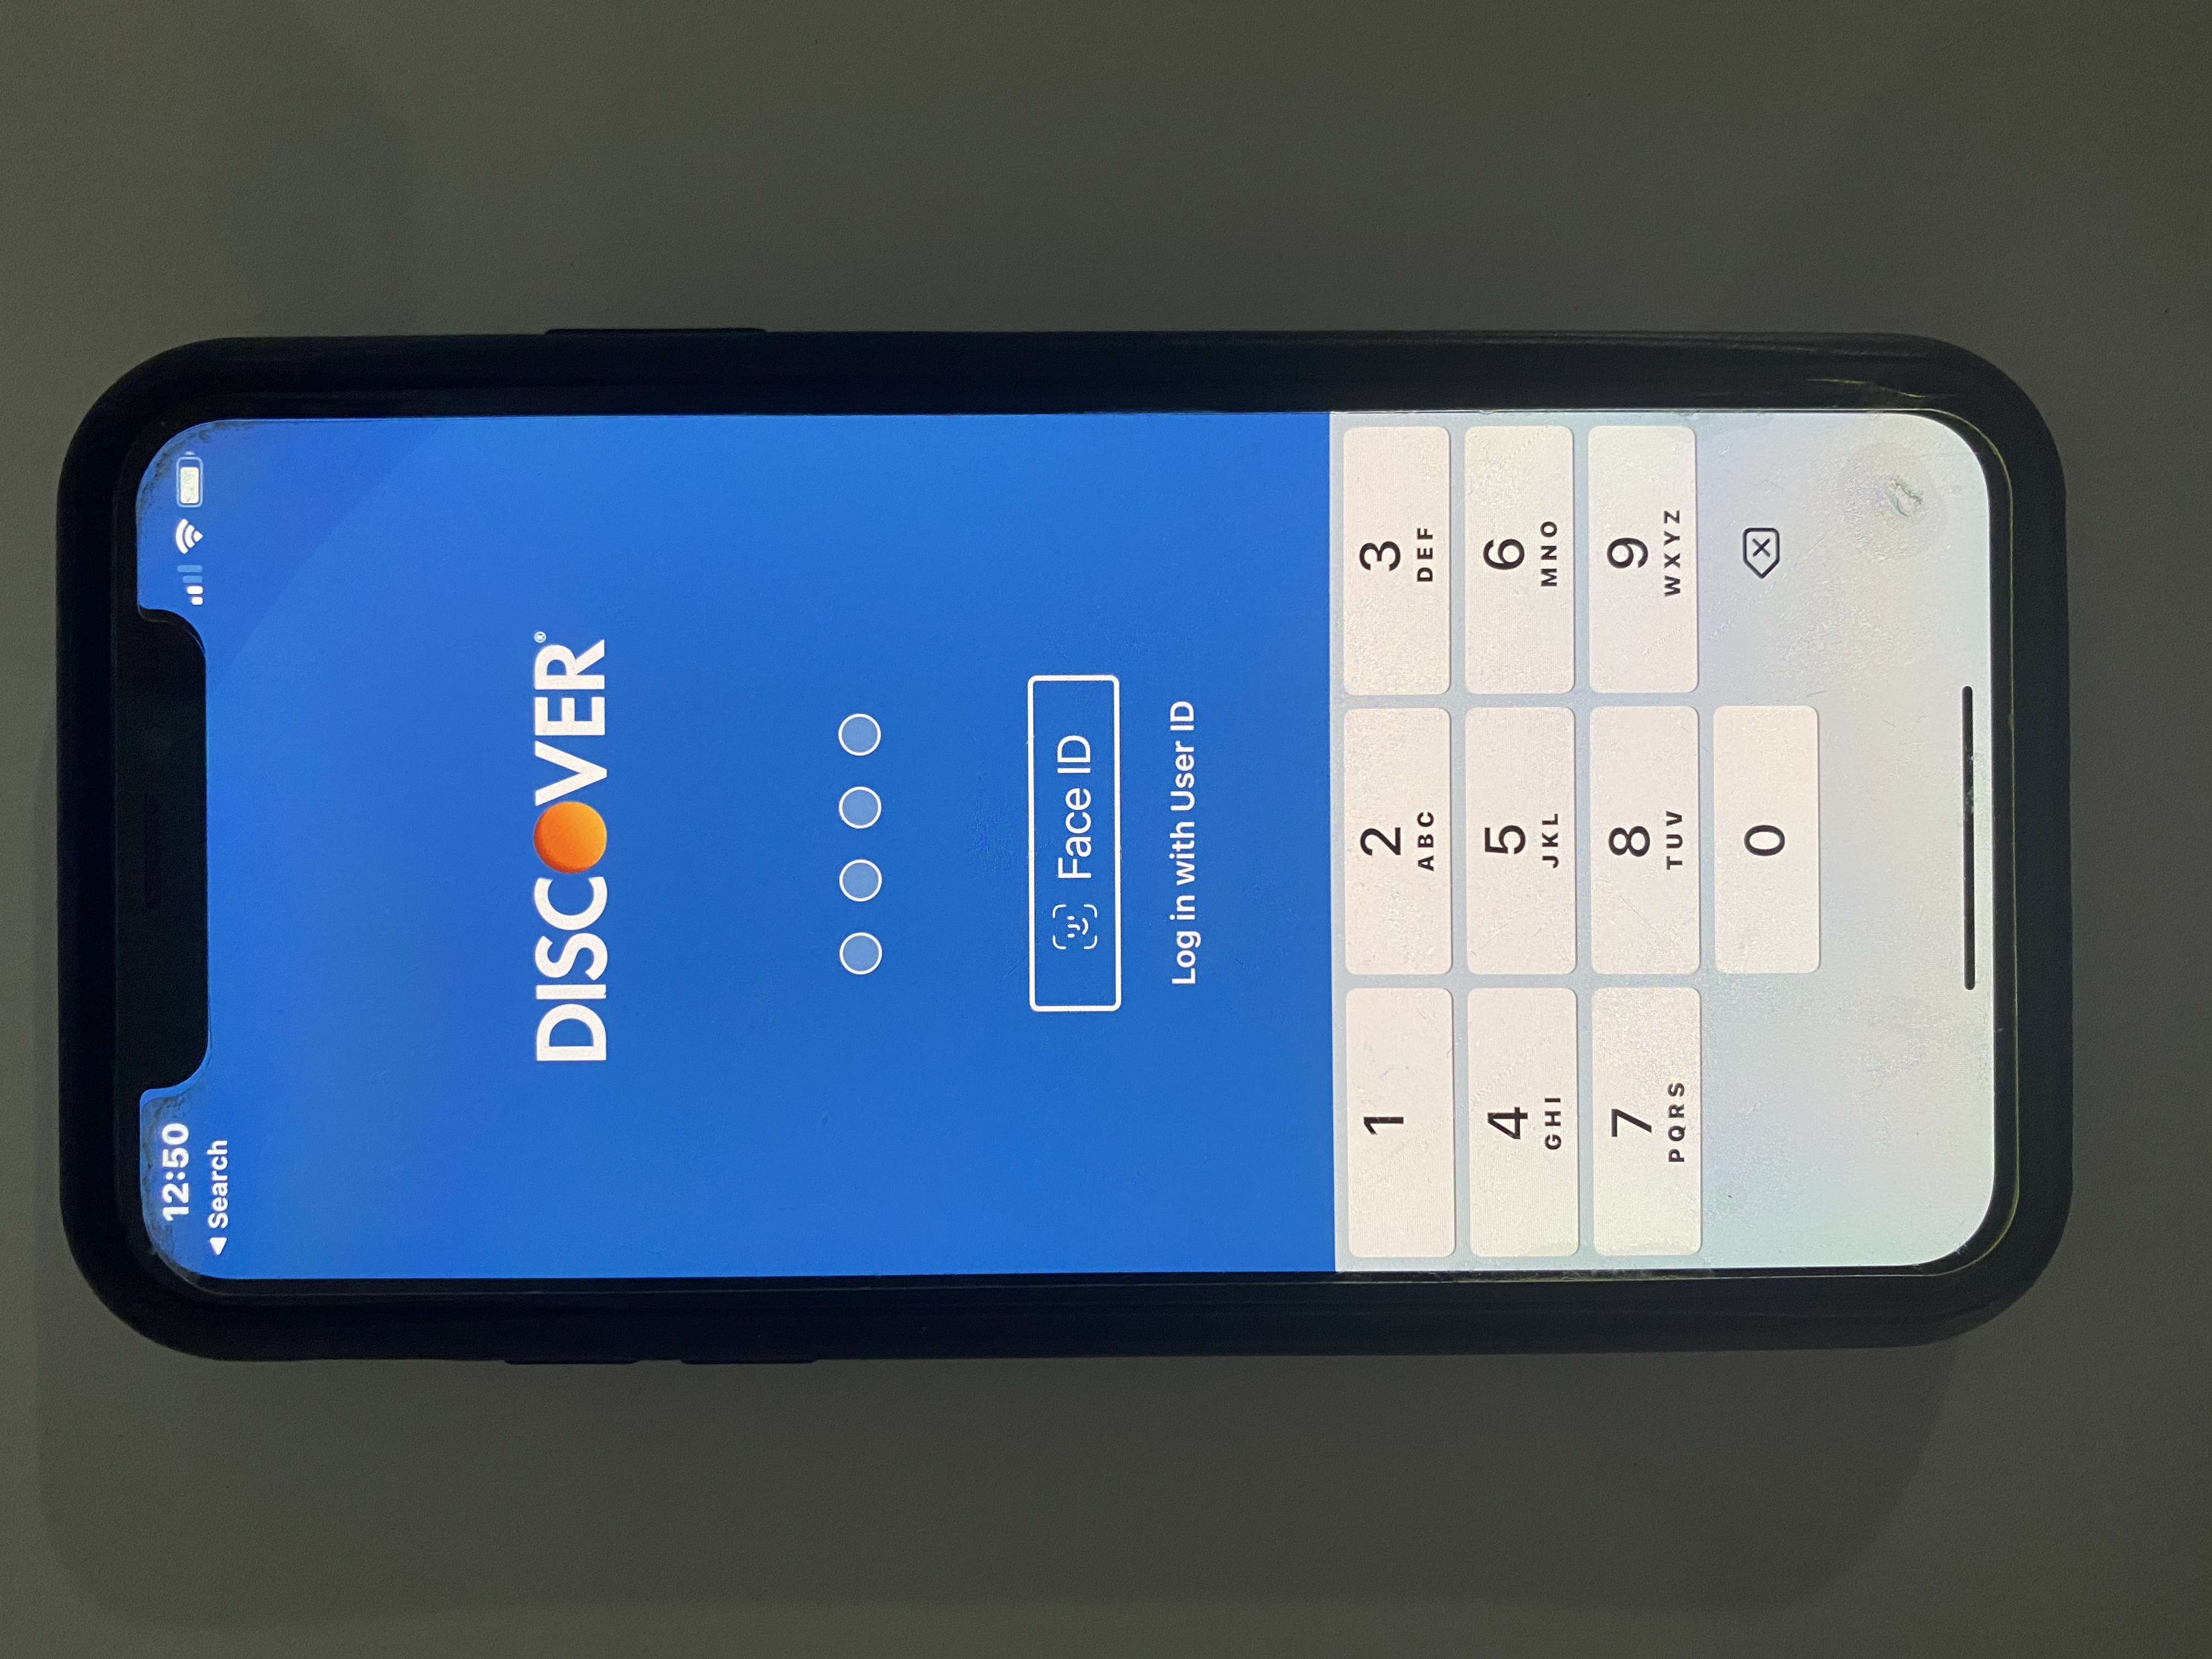 12:50
◀ Search
DISCOVER®
Face ID
Log in with User ID
1
2
3
ABC
DEF
4
5
6
GHI
JKL
MNO
7
8
9
PQRS
TUV
WXYZ
0